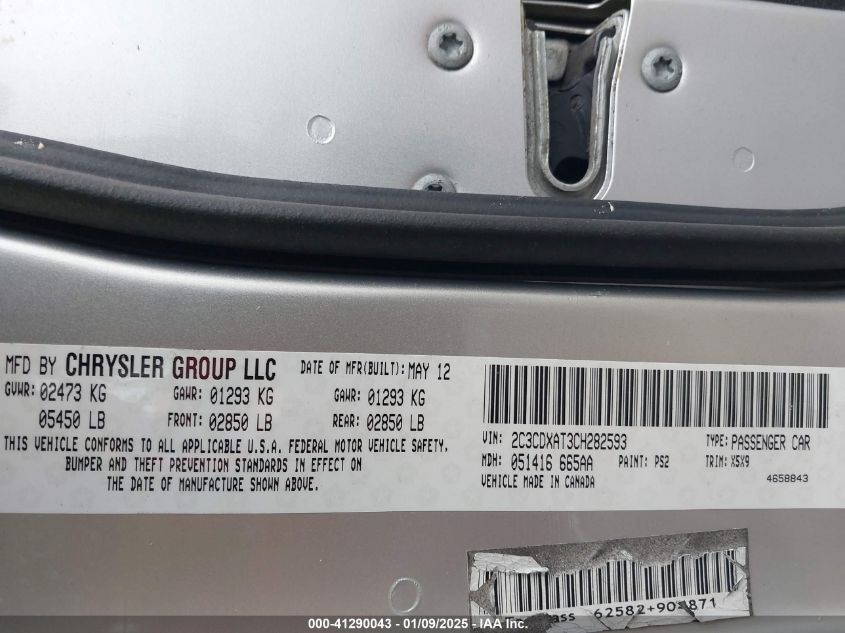 MFD BY CHRYSLER GROUP LLC DATE OF MFR(BUILT): MAY 12
GVWR: 02473 KG GAWR: 01293 KG GAWR: 01293 KG
05450 LB FRONT: 02850 LB REAR: 02850 LB
THIS VEHICLE CONFORMS TO ALL APPLICABLE U.S.A. FEDERAL MOTOR VEHICLE SAFETY,
BUMPER AND THEFT PREVENTION STANDARDS IN EFFECT ON
THE DATE OF MANUFACTURE SHOWN ABOVE.
VIN: 2C3CDXAT3CH282593 TYPE: PASSENGER CAR
MDH: 051416 665AA PAINT: PS2 TRIM: X5X9
VEHICLE MADE IN CANADA 4658843
000-41290043 - 01/09/2025 - IAA Inc.